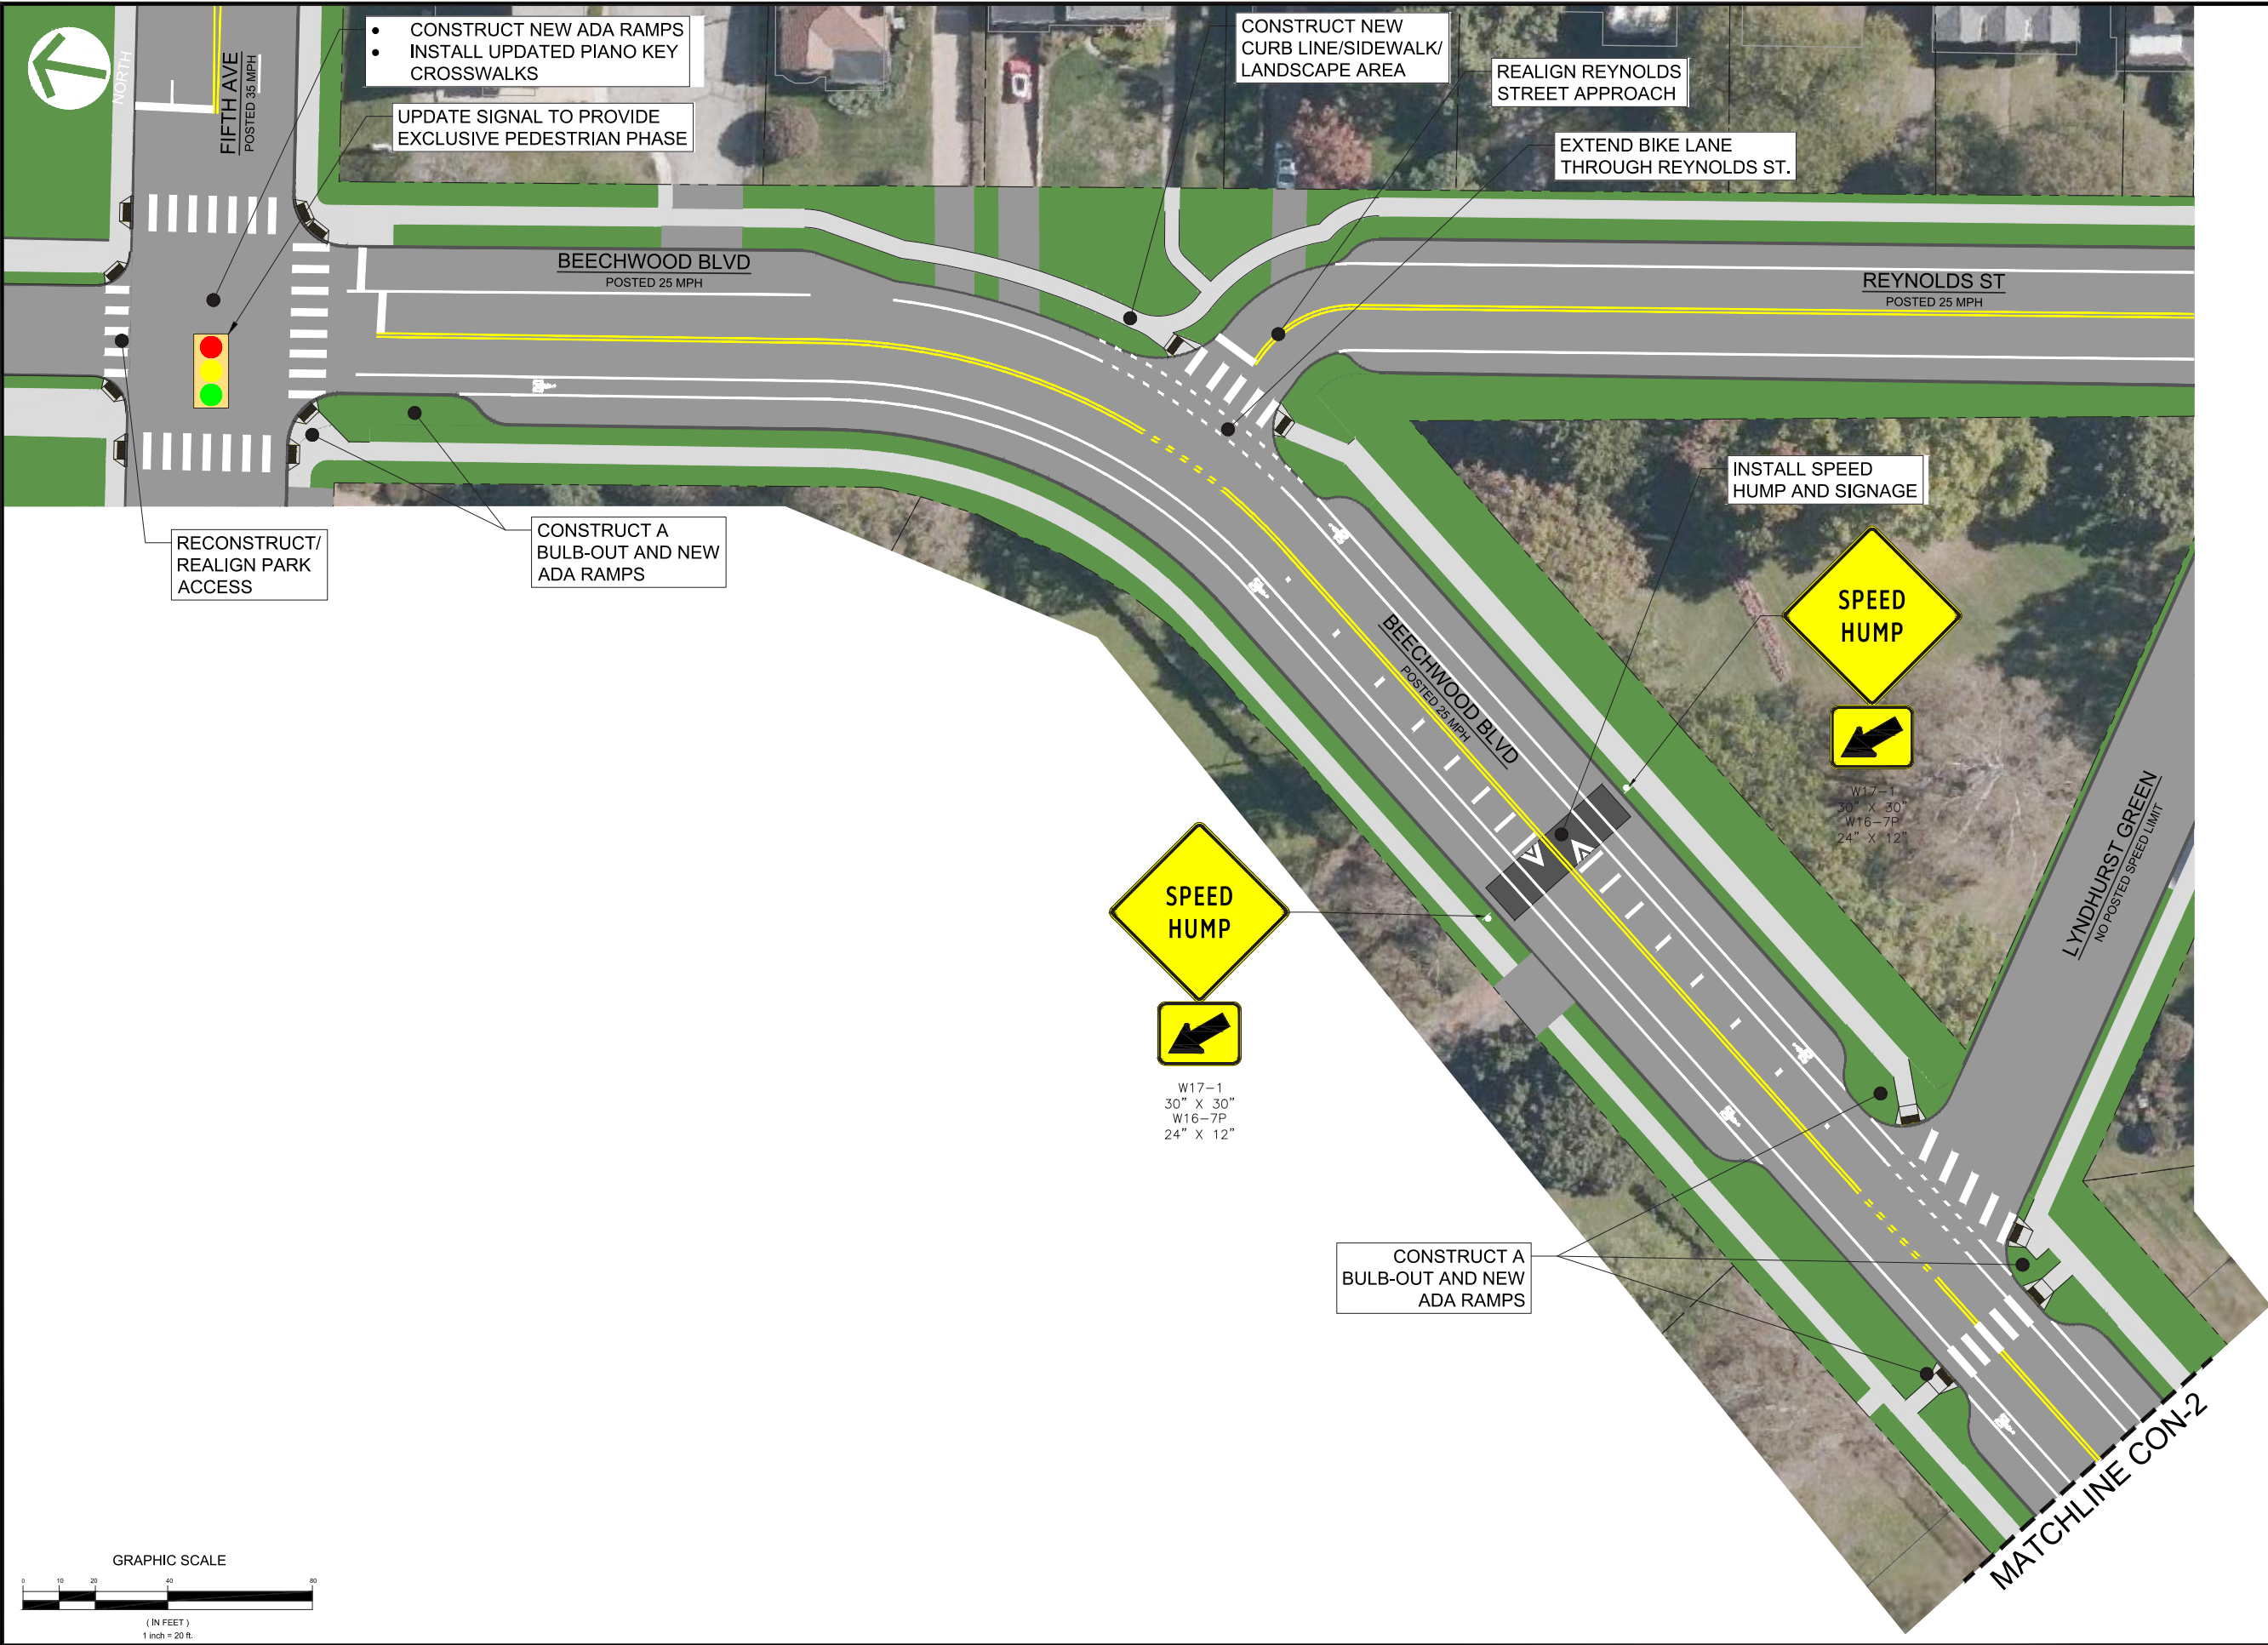 NORTH
FIFTH AVE
POSTED 35 MPH
• CONSTRUCT NEW ADA RAMPS
• INSTALL UPDATED PIANO KEY
CROSSWALKS
UPDATE SIGNAL TO PROVIDE
EXCLUSIVE PEDESTRIAN PHASE
CONSTRUCT NEW
CURB LINE/SIDEWALK/
LANDSCAPE AREA
REALIGN REYNOLDS
STREET APPROACH
EXTEND BIKE LANE
THROUGH REYNOLDS ST.
BEECHWOOD BLVD
POSTED 25 MPH
REYNOLDS ST
POSTED 25 MPH
RECONSTRUCT/
REALIGN PARK
ACCESS
CONSTRUCT A
BULB-OUT AND NEW
ADA RAMPS
INSTALL SPEED
HUMP AND SIGNAGE
SPEED
HUMP
W17-1
30" X 30"
W16-7P
24" X 12"
BEECHWOOD BLVD
POSTED 25 MPH
LYNDHURST GREEN
NO POSTED SPEED LIMIT
SPEED
HUMP
W17-1
30" X 30"
W16-7P
24" X 12"
CONSTRUCT A
BULB-OUT AND NEW
ADA RAMPS
MATCHLINE CON-2
GRAPHIC SCALE
0 10 20 40 80
( IN FEET )
1 inch = 20 ft.